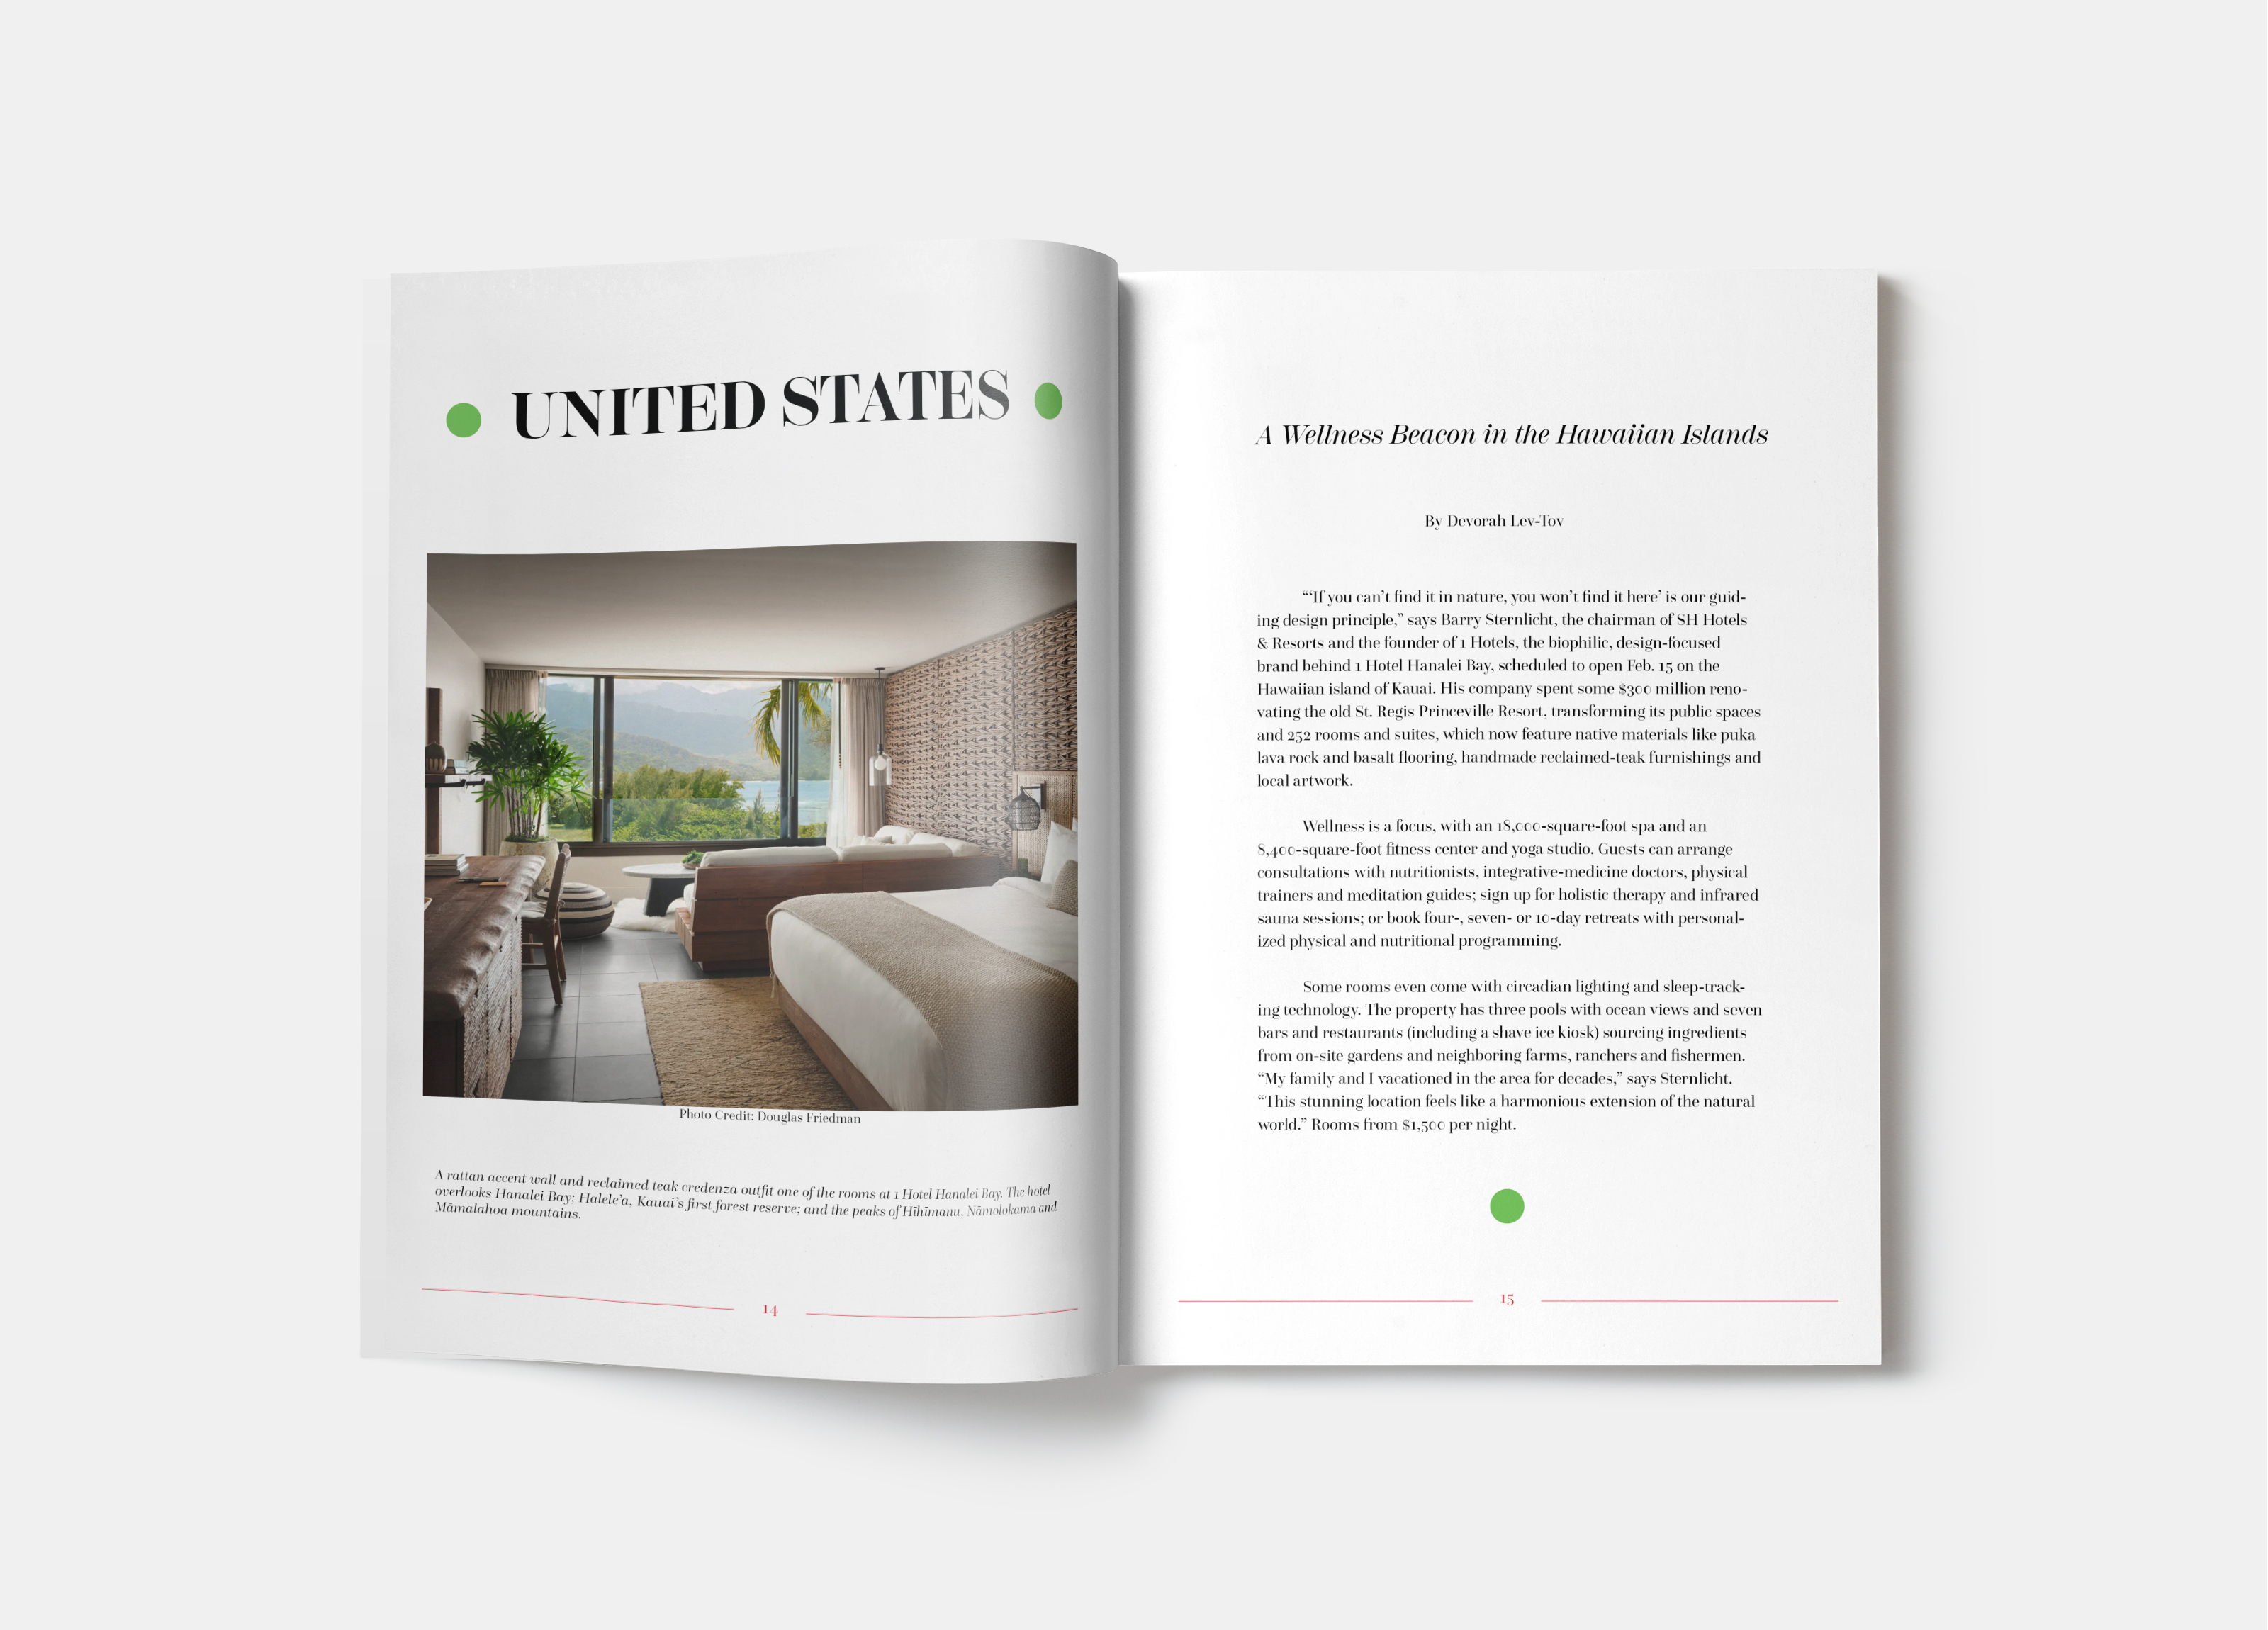 UNITED STATES
Photo Credit: Douglas Friedman
A rattan accent wall and reclaimed teak credenza outfit one of the rooms at 1 Hotel Hanalei Bay. The hotel
overlooks Hanalei Bay; Halele’a, Kauai’s first forest reserve; and the peaks of Hīhīmanu, Nāmolokama and
Māmalahoa mountains.
14
A Wellness Beacon in the Hawaiian Islands
By Devorah Lev-Tov
“‘If you can’t find it in nature, you won’t find it here’ is our guid-
ing design principle,” says Barry Sternlicht, the chairman of SH Hotels
& Resorts and the founder of 1 Hotels, the biophilic, design-focused
brand behind 1 Hotel Hanalei Bay, scheduled to open Feb. 15 on the
Hawaiian island of Kauai. His company spent some $300 million reno-
vating the old St. Regis Princeville Resort, transforming its public spaces
and 252 rooms and suites, which now feature native materials like puka
lava rock and basalt flooring, handmade reclaimed-teak furnishings and
local artwork.
Wellness is a focus, with an 18,000-square-foot spa and an
8,400-square-foot fitness center and yoga studio. Guests can arrange
consultations with nutritionists, integrative-medicine doctors, physical
trainers and meditation guides; sign up for holistic therapy and infrared
sauna sessions; or book four-, seven- or 10-day retreats with personal-
ized physical and nutritional programming.
Some rooms even come with circadian lighting and sleep-track-
ing technology. The property has three pools with ocean views and seven
bars and restaurants (including a shave ice kiosk) sourcing ingredients
from on-site gardens and neighboring farms, ranchers and fishermen.
“My family and I vacationed in the area for decades,” says Sternlicht.
“This stunning location feels like a harmonious extension of the natural
world.” Rooms from $1,500 per night.
15